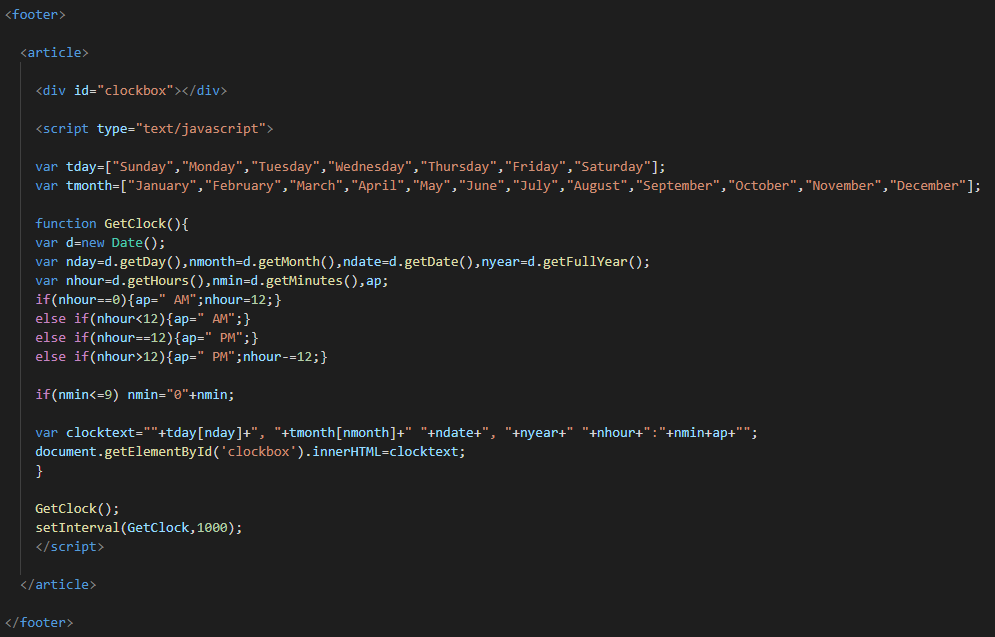 <footer>
<article>
<div id="clockbox"></div>
<script type="text/javascript">
var tday=["Sunday","Monday","Tuesday","Wednesday","Thursday","Friday","Saturday"];
var tmonth=["January","February","March","April","May","June","July","August","September","October","November","December"];
function GetClock(){
var d=new Date();
var nday=d.getDay(),nmonth=d.getMonth(),ndate=d.getDate(),nyear=d.getFullYear();
var nhour=d.getHours(),nmin=d.getMinutes(),ap;
if(nhour==0){ap=" AM";nhour=12;}
else if(nhour<12){ap=" AM";}
else if(nhour==12){ap=" PM";}
else if(nhour>12){ap=" PM";nhour-=12;}
if(nmin<=9) nmin="0"+nmin;
var clocktext=""+tday[nday]+", "+tmonth[nmonth]+" "+ndate+", "+nyear+" "+nhour+":"+nmin+ap+"";
document.getElementById('clockbox').innerHTML=clocktext;
}
GetClock();
setInterval(GetClock,1000);
</script>
</article>
</footer>